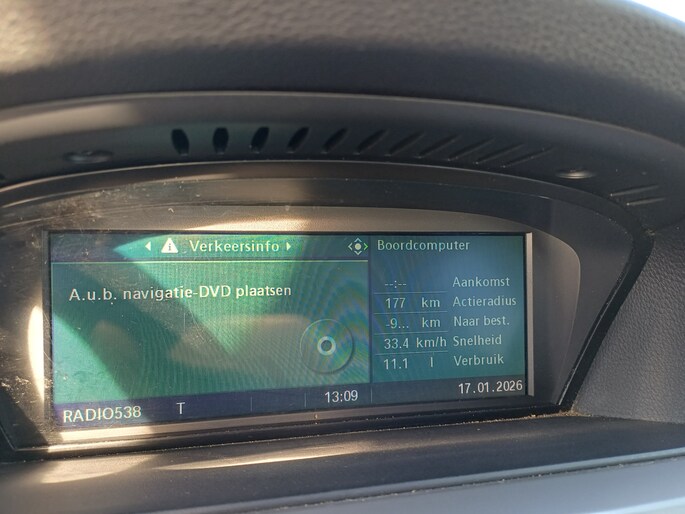 Verkeersinfo
A.u.b. navigatie-DVD plaatsen
Boordcomputer
--:-- Aankomst
177 km Actieradius
-9... km Naar best.
33.4 km/h Snelheid
11.1 l Verbruik
RADIO538 T 13:09 17.01.2026